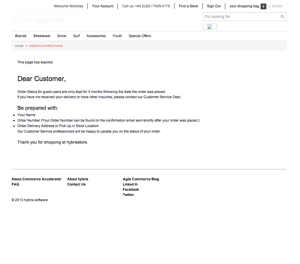 Welcome Nicholas | Your Account | Call us +44 (0)20 / 7429 4175 | Find a Store | Sign Out | your shopping bag 0
I'm looking for
Brands Streetwear Snow Surf Accessories Youth Special Offers
HOME » ORDER EXPIRED PAGE
This page has expired
Dear Customer,
Order Status for guest users are only kept for 3 months following the date the order was placed.
If you have not received your delivery or have other inquiries, please contact our Customer Service Dept.
Be prepared with:
Your Name
Order Number (Your Order Number can be found on the confirmation email sent shortly after your order was placed.)
Order Delivery Address or Pick Up in Store Location
Our Customer Service professionals will be happy to update you on the status of your order.
Thank you for shopping at hybristore.
About Commerce Accelerator About hybris Agile Commerce Blog
FAQ Contact Us Linked In
Facebook
Twitter
© 2013 hybris software